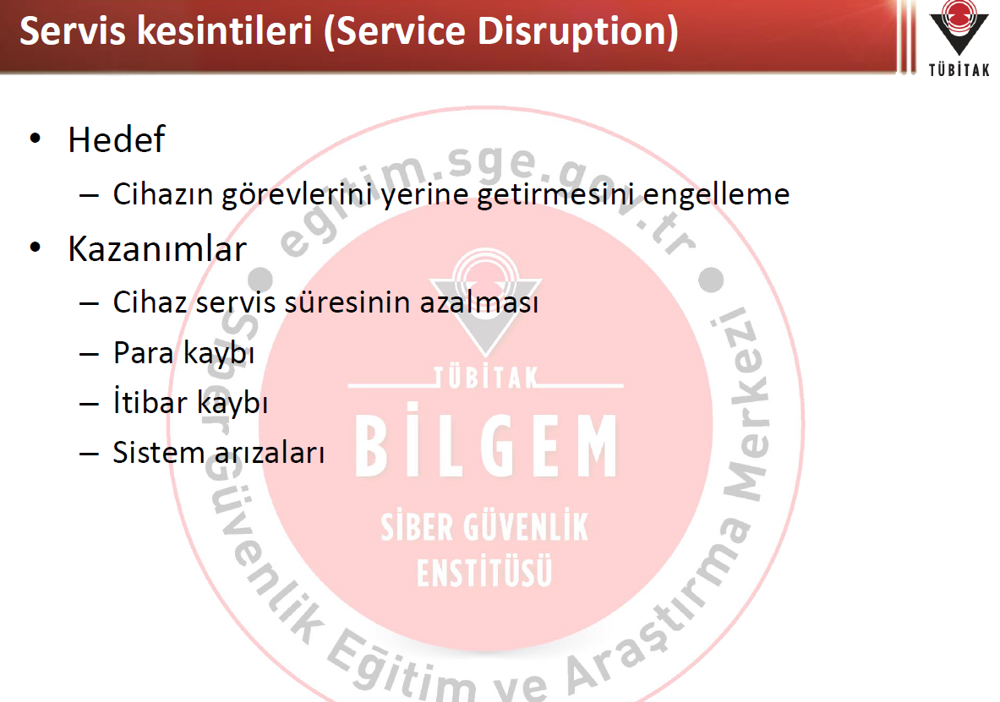 Servis kesintileri (Service Disruption)
TÜBİTAK
• Hedef
– Cihazın görevlerini yerine getirmesini engelleme
• Kazanımlar
– Cihaz servis süresinin azalması
– Para kaybı
– İtibar kaybı
– Sistem arızaları
egitim.sge.gov.tr
Siber Güvenlik Eğitim ve Araştırma Merkezi
TÜBİTAK
BİLGEM
SİBER GÜVENLİK
ENSTİTÜSÜ